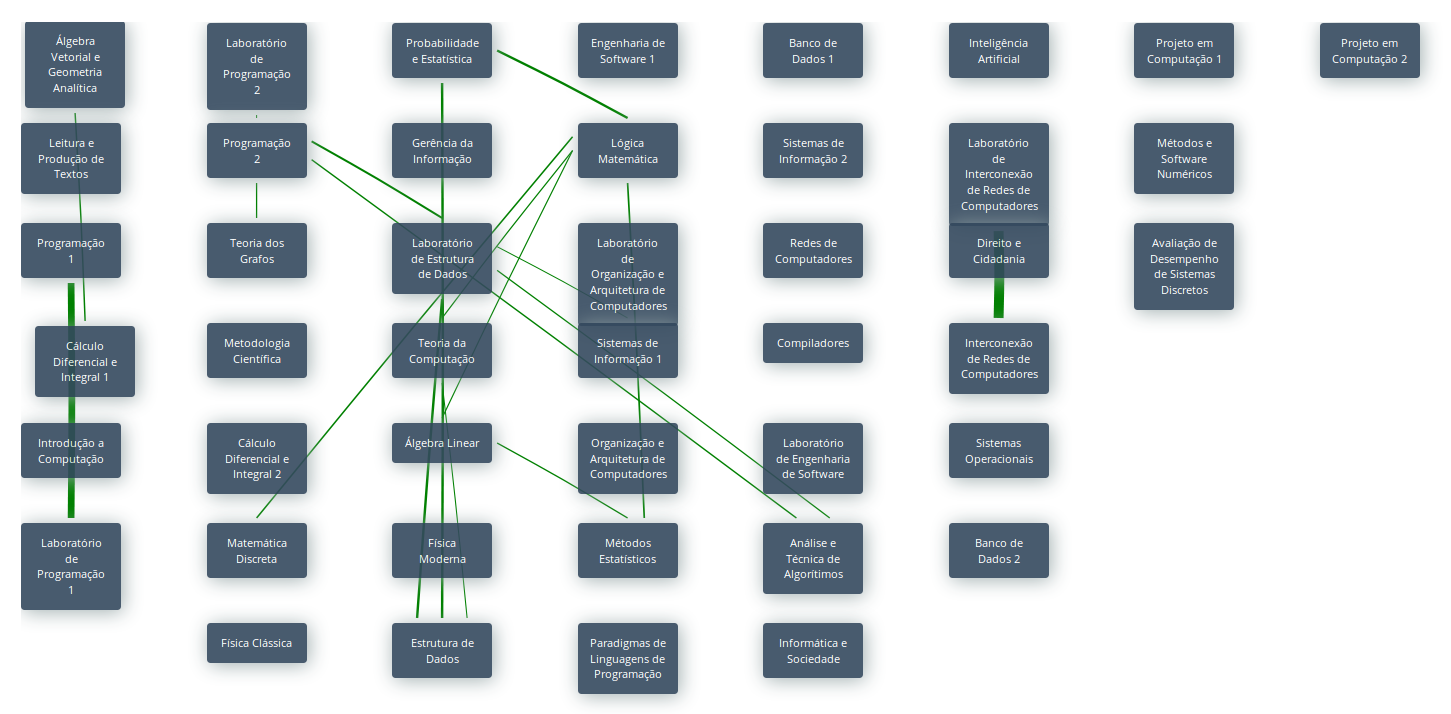 Álgebra
Vetorial e
Geometria
Analítica
Leitura e
Produção de
Textos
Programação
1
Cálculo
Diferencial e
Integral 1
Introdução a
Computação
Laboratório
de
Programação
1
Laboratório
de
Programação
2
Programação
2
Teoria dos
Grafos
Metodologia
Científica
Cálculo
Diferencial e
Integral 2
Matemática
Discreta
Física Clássica
Probabilidade
e Estatística
Gerência da
Informação
Laboratório
de Estrutura
de Dados
Teoria da
Computação
Álgebra Linear
Física
Moderna
Estrutura de
Dados
Engenharia de
Software 1
Lógica
Matemática
Laboratório
de
Organização e
Arquitetura de
Computadores
Sistemas de
Informação 1
Organização e
Arquitetura de
Computadores
Métodos
Estatísticos
Paradigmas de
Linguagens de
Programação
Banco de
Dados 1
Sistemas de
Informação 2
Redes de
Computadores
Compiladores
Laboratório
de Engenharia
de Software
Análise e
Técnica de
Algorítimos
Informática e
Sociedade
Inteligência
Artificial
Laboratório
de
Interconexão
de Redes de
Computadores
Direito e
Cidadania
Interconexão
de Redes de
Computadores
Sistemas
Operacionais
Banco de
Dados 2
Projeto em
Computação 1
Métodos e
Software
Numéricos
Avaliação de
Desempenho
de Sistemas
Discretos
Projeto em
Computação 2